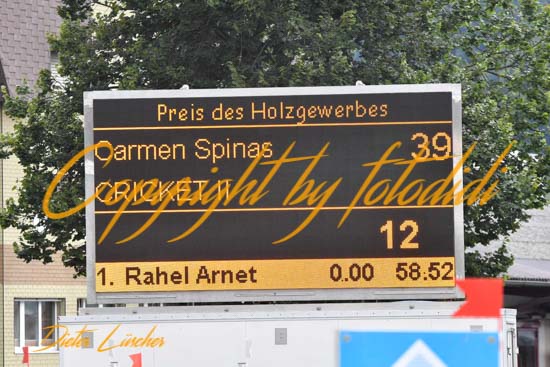 Preis des Holzgewerbes
Carmen Spinas 39
CRICKET II
Copyright by fotodidi
12
1. Rahel Arnet 0.00 58.52
Dieter Lüscher